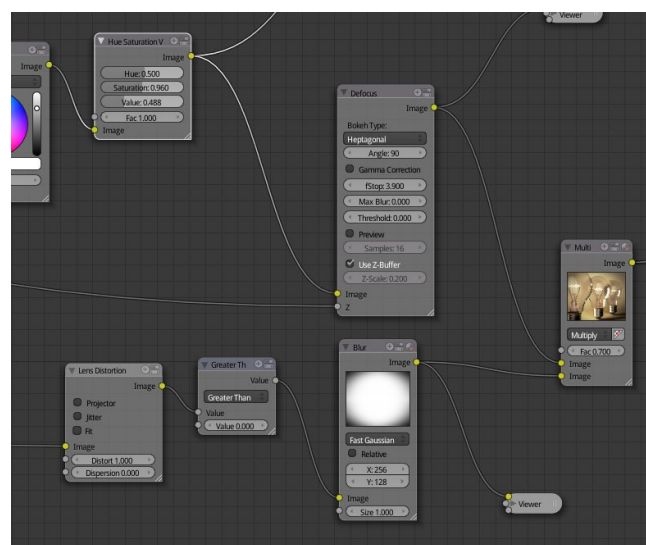 Viewer
Hue Saturation V
Image
Hue: 0.500
Saturation: 0.960
Value: 0.488
Fac 1.000
Image
Image
Defocus
Image
Bokeh Type:
Heptagonal
Angle: 90
Gamma Correction
fStop: 3.900
Max Blur: 0.000
Threshold: 0.000
Preview
Samples: 16
Use Z-Buffer
Z-Scale: 0.200
Image
Z
Multi
Image
Multiply
Fac 0.700
Image
Image
Lens Distortion
Image
Projector
Jitter
Fit
Image
Distort 1.000
Dispersion 0.000
Greater Th
Value
Greater Than
Value
Value 0.000
Blur
Image
Fast Gaussian
Relative
X: 256
Y: 128
Image
Size 1.000
Viewer